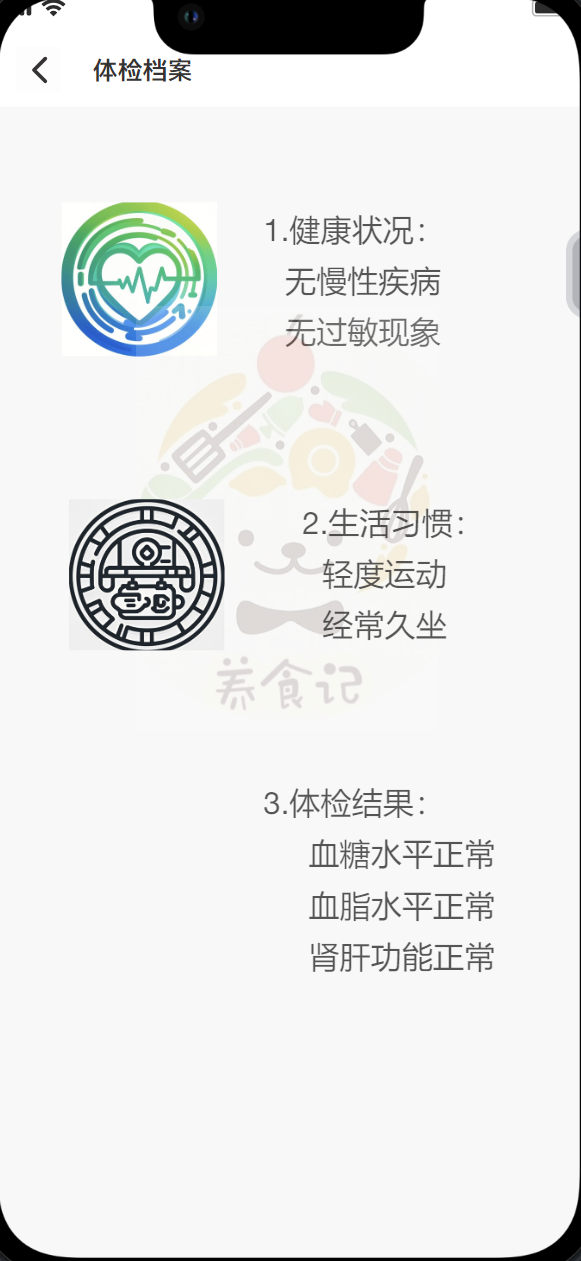 体检档案
1.健康状况：
无慢性疾病
无过敏现象
2.生活习惯：
轻度运动
经常久坐
养食记
3.体检结果：
血糖水平正常
血脂水平正常
肾肝功能正常